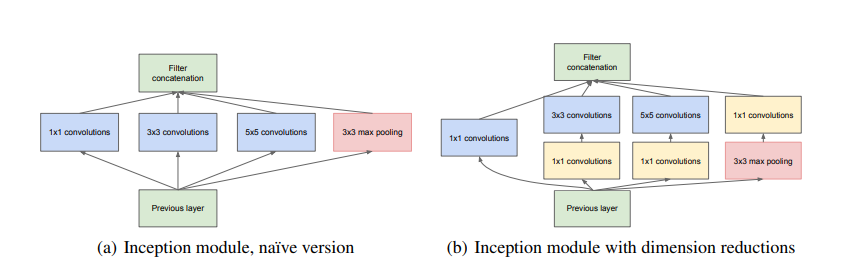 Filter
concatenation
1x1 convolutions
3x3 convolutions
5x5 convolutions
3x3 max pooling
Previous layer
(a) Inception module, naïve version
Filter
concatenation
3x3 convolutions
5x5 convolutions
1x1 convolutions
1x1 convolutions
1x1 convolutions
1x1 convolutions
3x3 max pooling
Previous layer
(b) Inception module with dimension reductions